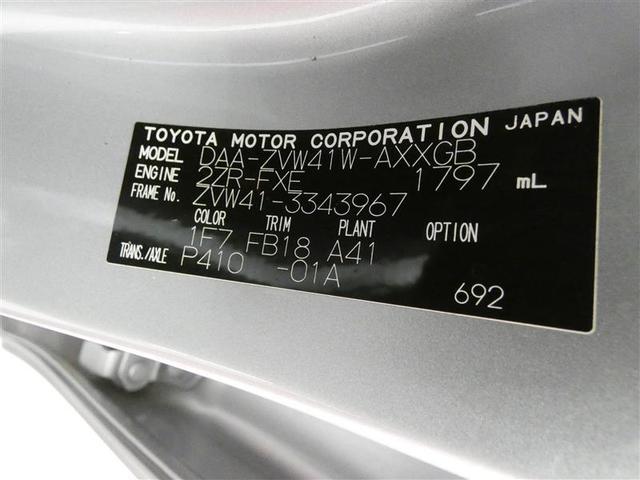 TOYOTA MOTOR CORPORATION JAPAN
MODEL DAA-ZVW41W-AXXGB
ENGINE 2ZR-FXE 1797 mL
FRAME No. ZVW41-3343967
COLOR TRIM PLANT OPTION
1F7 FB18 A41
TRANS./AXLE P410 -01A
692